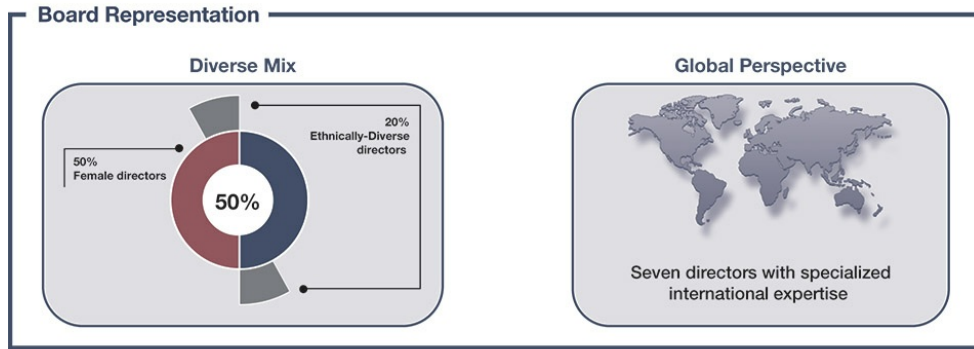 Board Representation
Diverse Mix
20%
Ethnically-Diverse
directors
50%
Female directors
50%
Global Perspective
Seven directors with specialized
international expertise